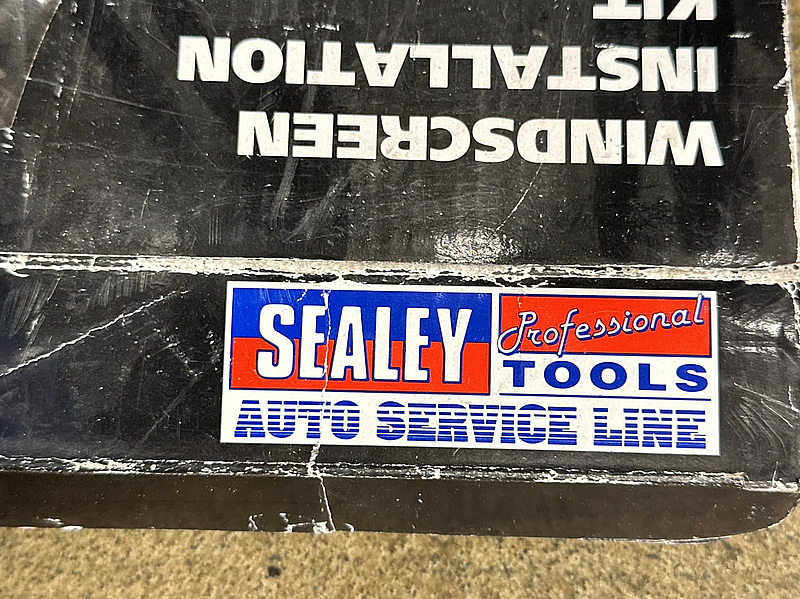 WINDSCREEN
INSTALLATION
KIT
SEALEY Professional
TOOLS
AUTO SERVICE LINE